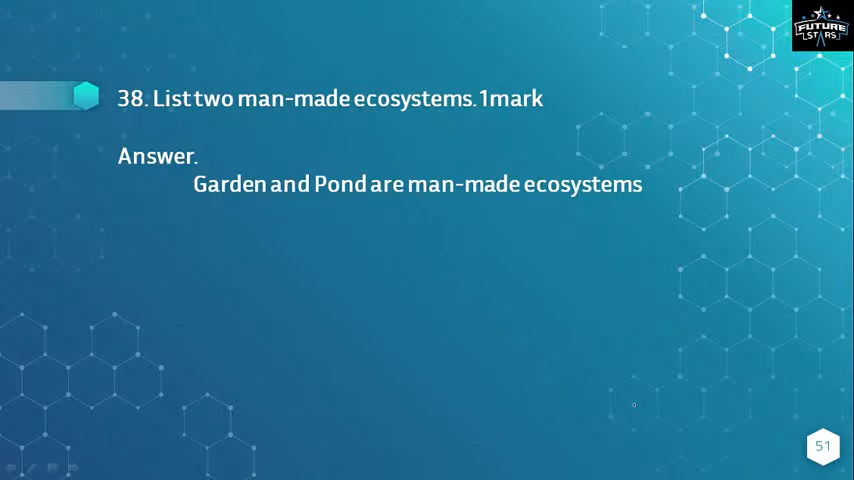 FUTURE
STARS
38. List two man-made ecosystems. 1mark
Answer.
Garden and Pond are man-made ecosystems
51